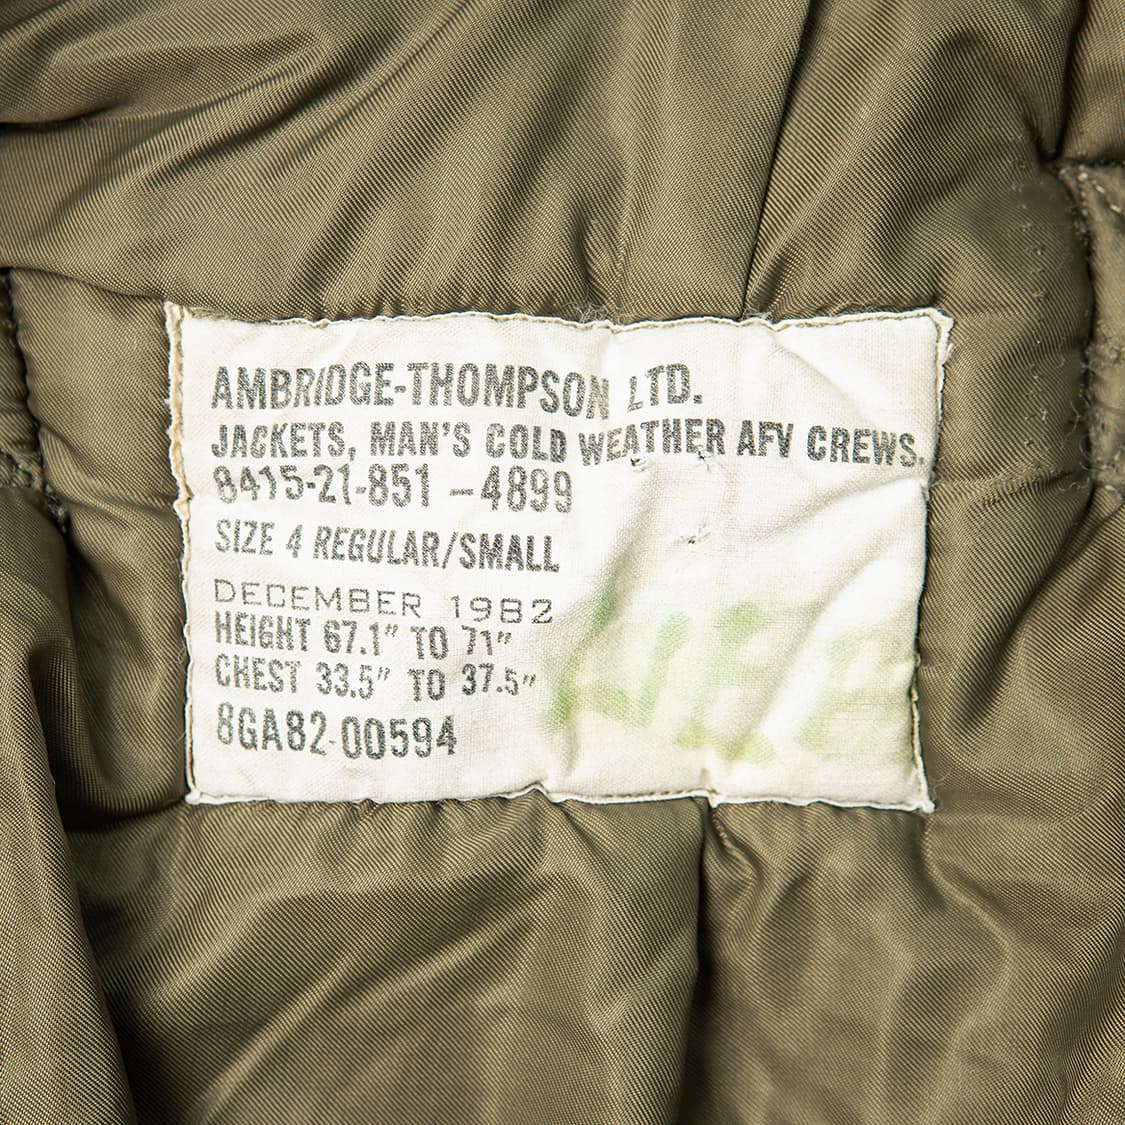 AMBRIDGE-THOMPSON LTD.
JACKETS, MAN'S COLD WEATHER AFV CREWS.
8415-21-851 -4899
SIZE 4 REGULAR/SMALL
DECEMBER 1982
HEIGHT 67.1" TO 71"
CHEST 33.5" TO 37.5"
8GA82-00594